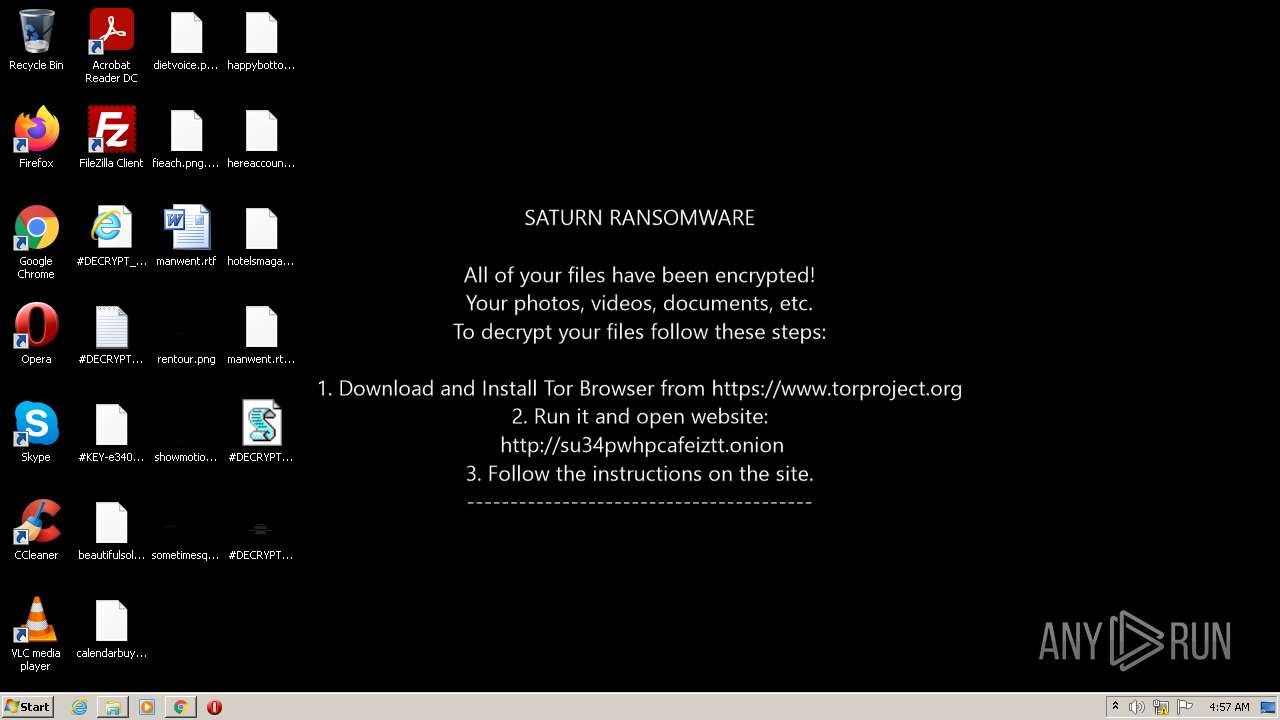 Recycle Bin
Acrobat
Reader DC
dietvoice.p...
happybotto...
Firefox
FileZilla Client
fieach.png....
hereaccoun...
Google
Chrome
#DECRYPT_...
manwent.rtf
hotelsmaga...
Opera
#DECRYPT...
rentour.png
manwent.rt...
Skype
#KEY-e340...
showmotio...
#DECRYPT...
CCleaner
beautifulsol...
sometimesq...
#DECRYPT...
VLC media
player
calendarbuy...
SATURN RANSOMWARE
All of your files have been encrypted!
Your photos, videos, documents, etc.
To decrypt your files follow these steps:
1. Download and Install Tor Browser from https://www.torproject.org
2. Run it and open website:
http://su34pwhpcafeiztt.onion
3. Follow the instructions on the site.
----------------------------------------
ANY RUN
Start
4:57 AM